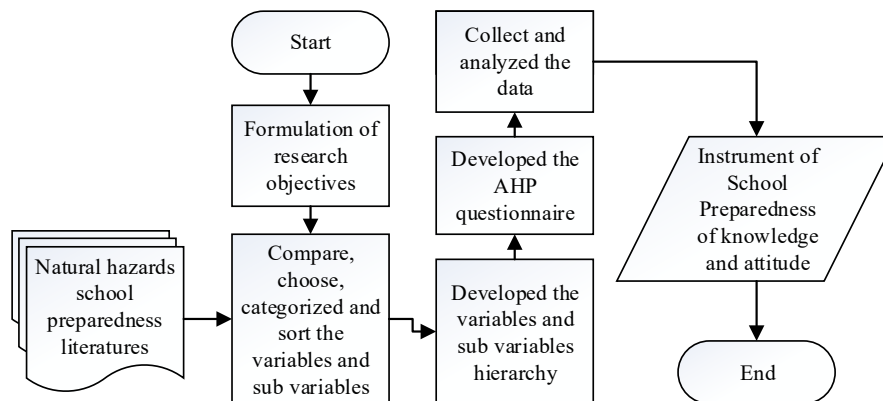 Start
Formulation of
research
objectives
Natural hazards
school
preparedness
literatures
Compare,
choose,
categorized and
sort the
variables and
sub variables
Developed the
variables and
sub variables
hierarchy
Developed the
AHP
questionnaire
Collect and
analyzed the
data
Instrument of
School
Preparedness
of knowledge
and attitude
End